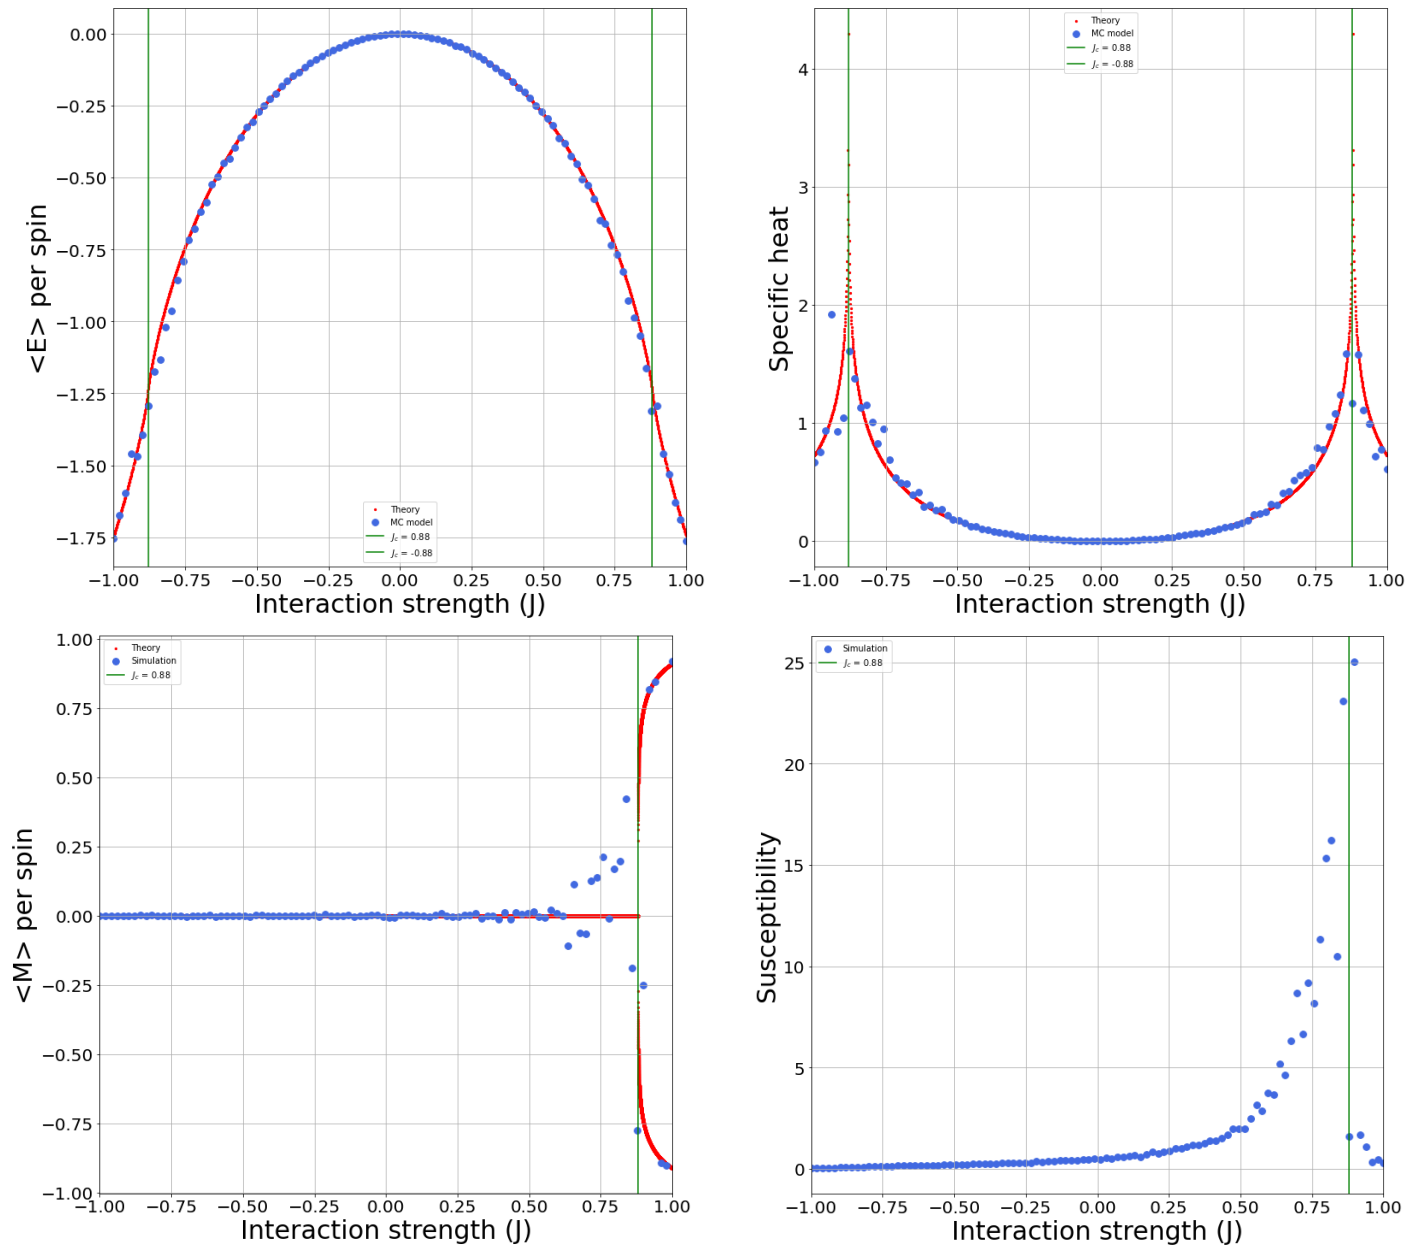 0.00
−0.25
−0.50
−0.75
−1.00
−1.25
−1.50
−1.75
<E> per spin
Theory
MC model
J_c = 0.88
J_c = -0.88
−1.00 −0.75 −0.50 −0.25 0.00 0.25 0.50 0.75 1.00
Interaction strength (J)
4
3
2
1
0
Specific heat
Theory
MC model
J_c = 0.88
J_c = -0.88
−1.00 −0.75 −0.50 −0.25 0.00 0.25 0.50 0.75 1.00
Interaction strength (J)
1.00
0.75
0.50
0.25
0.00
−0.25
−0.50
−0.75
−1.00
<M> per spin
Theory
Simulation
J_c = 0.88
−1.00 −0.75 −0.50 −0.25 0.00 0.25 0.50 0.75 1.00
Interaction strength (J)
25
20
15
10
5
0
Susceptibility
Simulation
J_c = 0.88
−1.00 −0.75 −0.50 −0.25 0.00 0.25 0.50 0.75 1.00
Interaction strength (J)